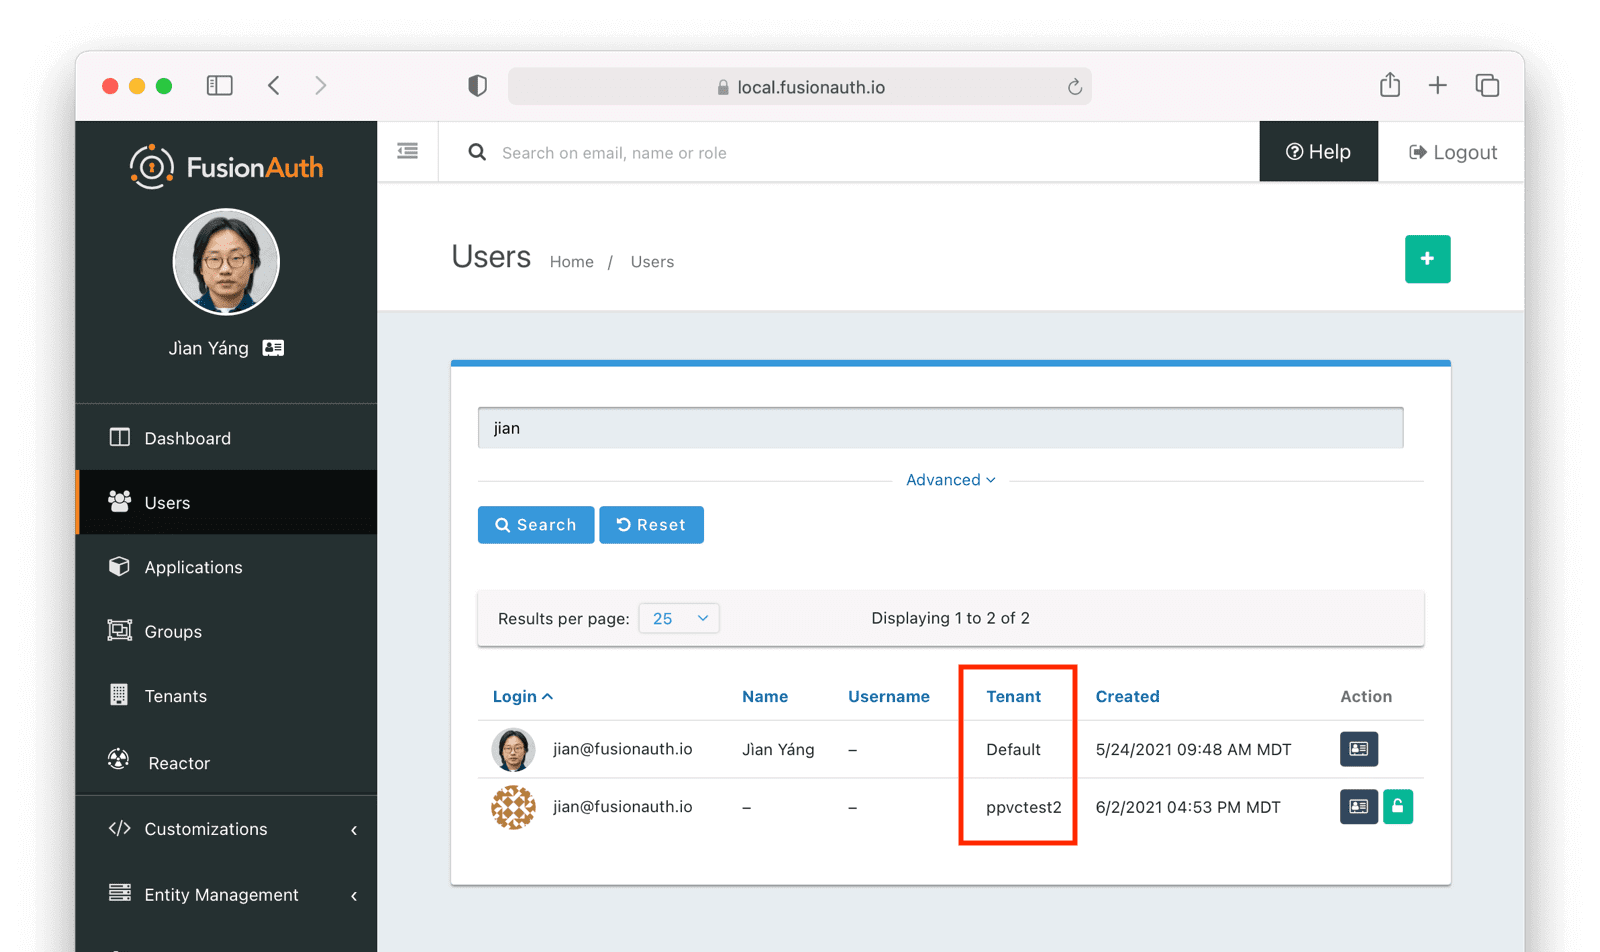 local.fusionauth.io
FusionAuth
Search on email, name or role
Help
Logout
Jìan Yáng
Users
Home / Users
+
Dashboard
Users
Applications
Groups
Tenants
Reactor
Customizations
Entity Management
jian
Advanced
Search
Reset
Results per page: 25
Displaying 1 to 2 of 2
Login Name Username Tenant Created Action
jian@fusionauth.io Jìan Yáng – Default 5/24/2021 09:48 AM MDT
jian@fusionauth.io – – ppvctest2 6/2/2021 04:53 PM MDT